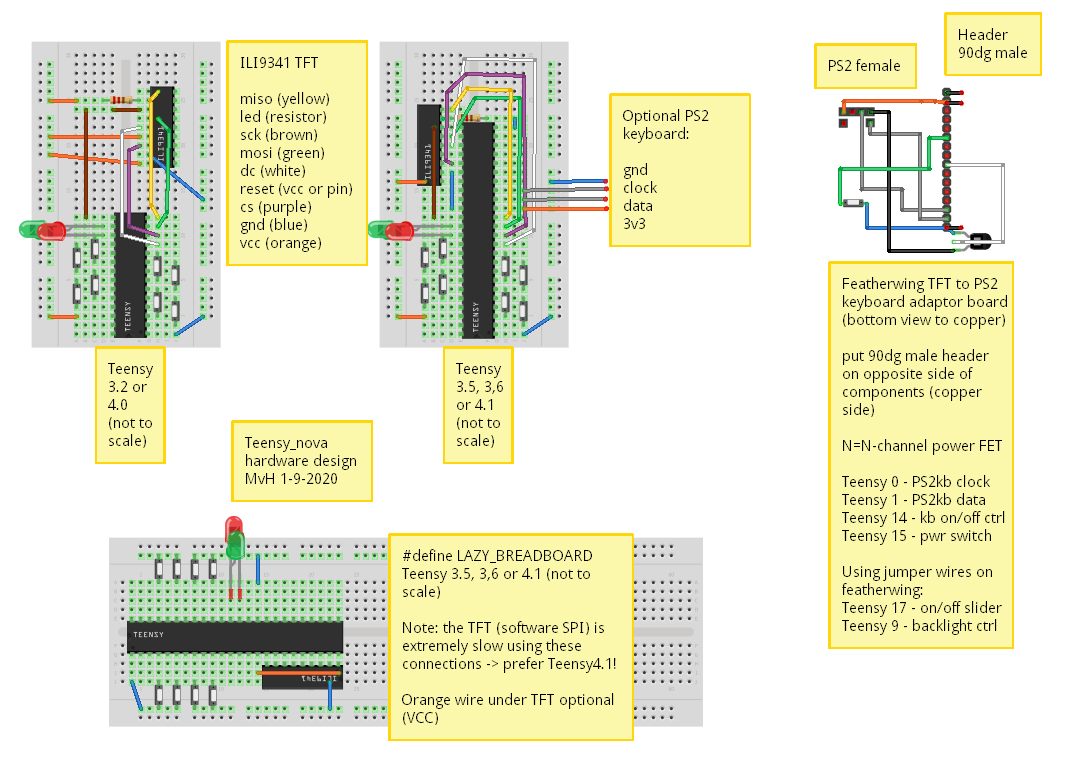 ILI9341 TFT
miso (yellow)
led (resistor)
sck (brown)
mosi (green)
dc (white)
reset (vcc or pin)
cs (purple)
gnd (blue)
vcc (orange)
ILI9341
TEENSY
Teensy
3.2 or
4.0
(not to
scale)
ILI9341
TEENSY
Teensy
3.5, 3,6
or 4.1
(not to
scale)
Optional PS2
keyboard:
gnd
clock
data
3v3
PS2 female
Header
90dg male
Featherwing TFT to PS2
keyboard adaptor board
(bottom view to copper)
put 90dg male header
on opposite side of
components (copper
side)
N=N-channel power FET
Teensy 0 - PS2kb clock
Teensy 1 - PS2kb data
Teensy 14 - kb on/off ctrl
Teensy 15 - pwr switch
Using jumper wires on
featherwing:
Teensy 17 - on/off slider
Teensy 9 - backlight ctrl
Teensy_nova
hardware design
MvH 1-9-2020
TEENSY
ILI9341
#define LAZY_BREADBOARD
Teensy 3.5, 3,6 or 4.1 (not to
scale)
Note: the TFT (software SPI) is
extremely slow using these
connections -> prefer Teensy4.1!
Orange wire under TFT optional
(VCC)